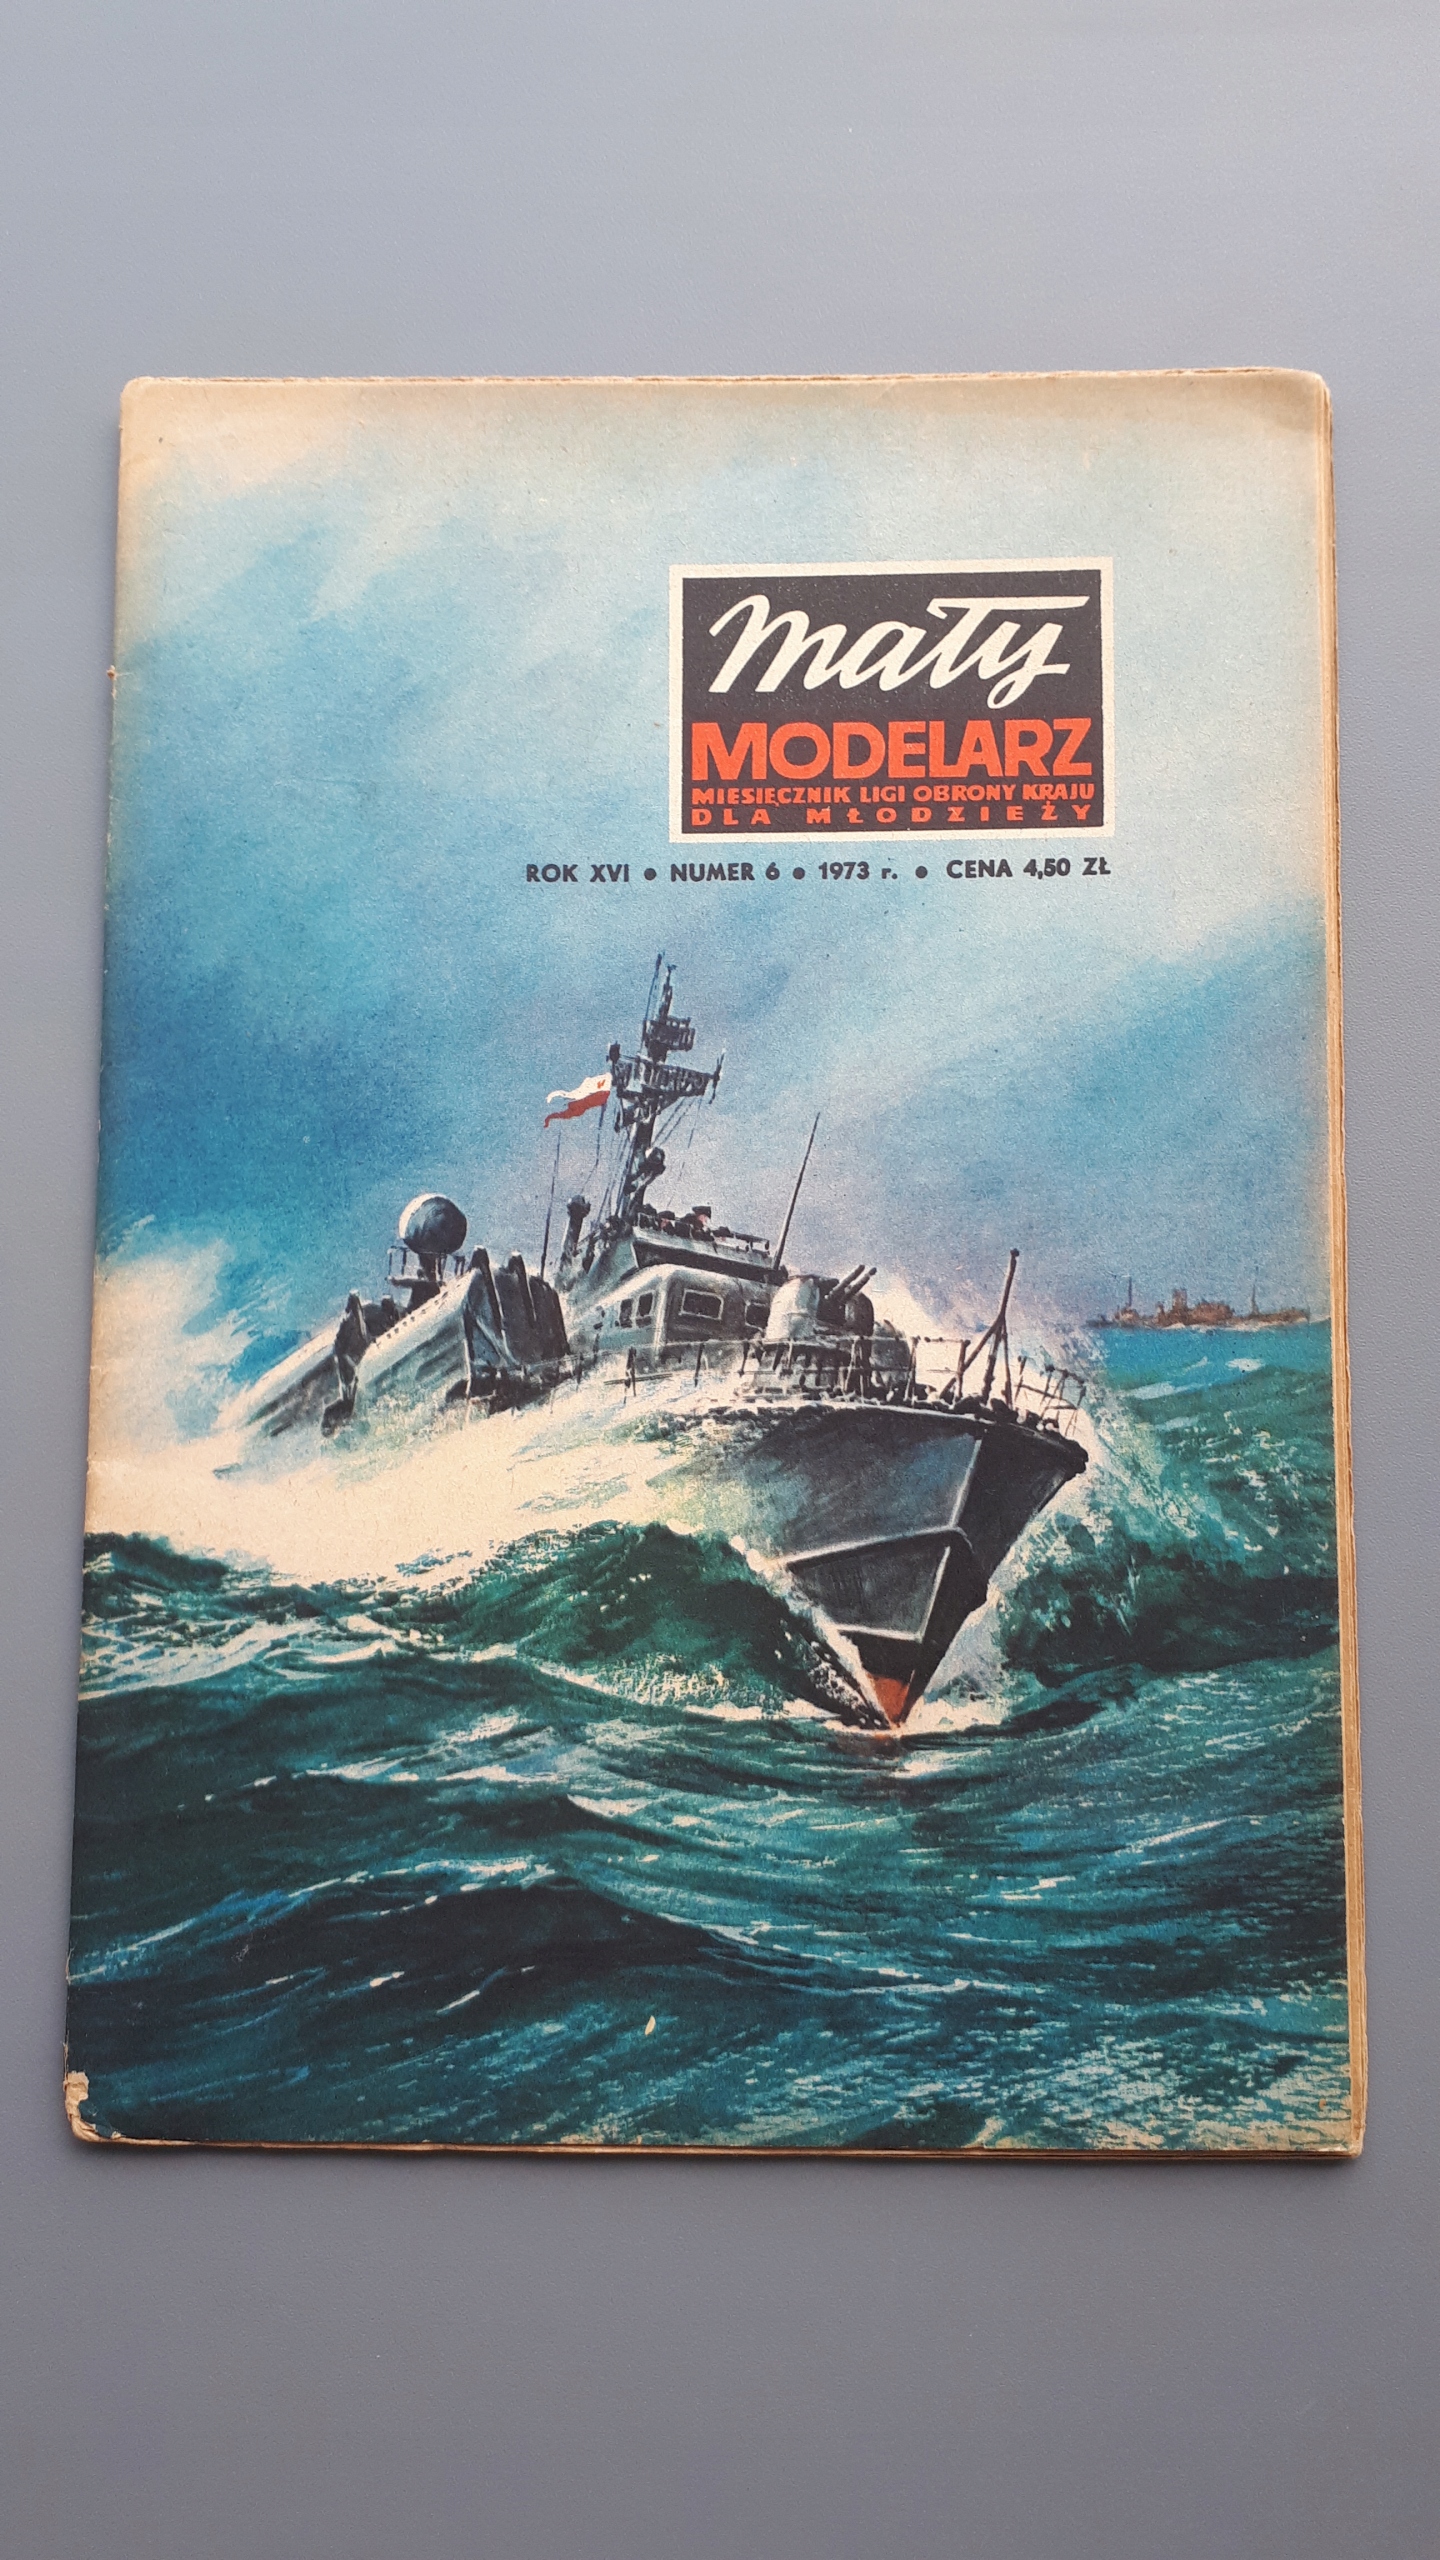 Mały
MODELARZ
MIESIĘCZNIK LIGI OBRONY KRAJU
DLA MŁODZIEŻY
ROK XVI • NUMER 6 • 1973 r. • CENA 4,50 ZŁ